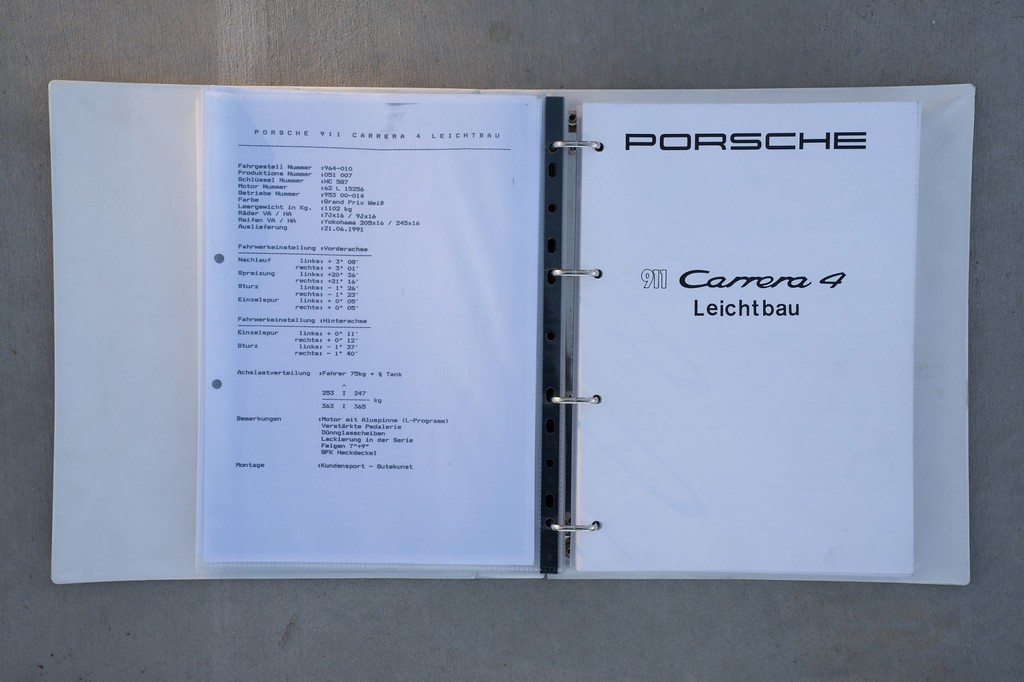 PORSCHE 911 CARRERA 4 LEICHTBAU
Fahrgestell Nummer :964-010
Produktions Nummer :051 007
Schlüssel Nummer :HC 587
Motor Nummer :62 L 15256
Getriebe Nummer :953 00-014
Farbe :Grand Prix Weiß
Leergewicht in Kg. :1102 kg
Räder VA / HA :7Jx16 / 9Jx16
Reifen VA / HA :Yokohama 205x16 / 245x16
Auslieferung :21.06.1991
Fahrwerkeinstellung :Vorderachse
Nachlauf links: + 3° 08'
rechts: + 3° 01'
Spreizung links: +20° 36'
rechts: +21° 16'
Sturz links: - 1° 26'
rechts: - 1° 23'
Einzelspur links: + 0° 05'
rechts: + 0° 05'
Fahrwerkeinstellung :Hinterachse
Einzelspur links: + 0° 11'
rechts: + 0° 12'
Sturz links: - 1° 37'
rechts: - 1° 40'
Achslastverteilung :Fahrer 75kg + ½ Tank
^
253 I 247
kg
363 I 365
Bemerkungen :Motor mit Aluspinne (L-Programm)
Verstärkte Pedalerie
Dünnglasscheiben
Lackierung in der Serie
Felgen 7"+9"
GFK Heckdeckel
Montage :Kundensport - Gutekunst
PORSCHE
911 Carrera 4
Leichtbau